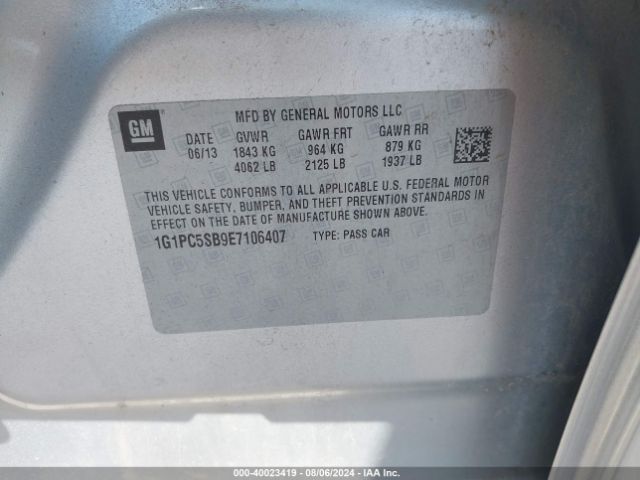 GM
MFD BY GENERAL MOTORS LLC
DATE GVWR GAWR FRT GAWR RR
06/13 1843 KG 964 KG 879 KG
4062 LB 2125 LB 1937 LB
THIS VEHICLE CONFORMS TO ALL APPLICABLE U.S. FEDERAL MOTOR
VEHICLE SAFETY, BUMPER, AND THEFT PREVENTION STANDARDS IN
EFFECT ON THE DATE OF MANUFACTURE SHOWN ABOVE.
1G1PC5SB9E7106407 TYPE: PASS CAR
000-40023419 - 08/06/2024 - IAA Inc.